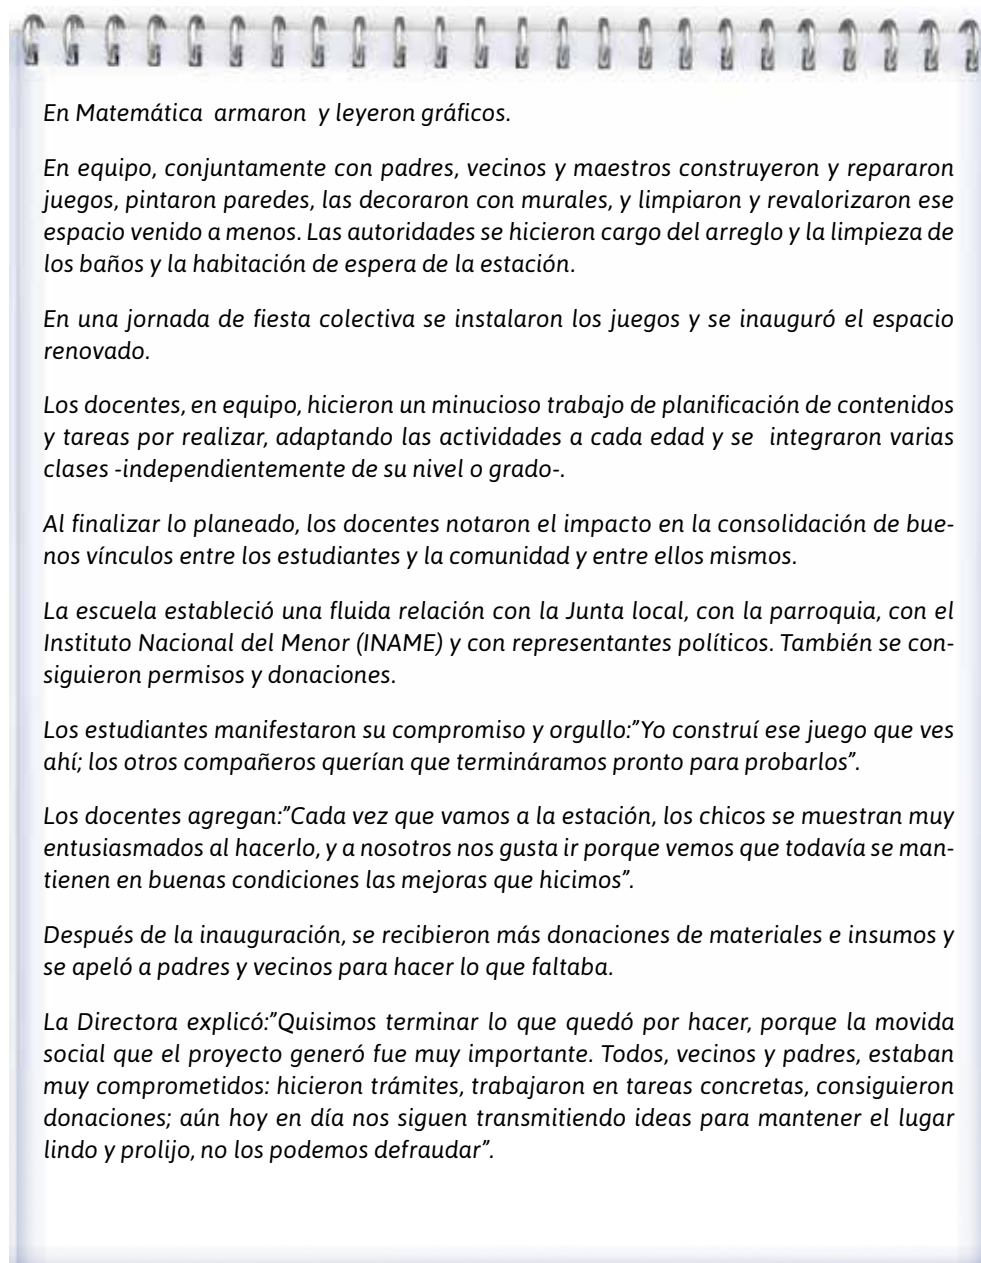 En Matemática  armaron  y leyeron gráficos.
En equipo, conjuntamente con padres, vecinos y maestros construyeron y repararon
juegos, pintaron paredes, las decoraron con murales, y limpiaron y revalorizaron ese
espacio venido a menos. Las autoridades se hicieron cargo del arreglo y la limpieza de
los baños y la habitación de espera de la estación.
En una jornada de fiesta colectiva se instalaron los juegos y se inauguró el espacio
renovado.
Los docentes, en equipo, hicieron un minucioso trabajo de planificación de contenidos
y tareas por realizar, adaptando las actividades a cada edad y se  integraron varias
clases -independientemente de su nivel o grado-.
Al finalizar lo planeado, los docentes notaron el impacto en la consolidación de bue-
nos vínculos entre los estudiantes y la comunidad y entre ellos mismos.
La escuela estableció una fluida relación con la Junta local, con la parroquia, con el
Instituto Nacional del Menor (INAME) y con representantes políticos. También se con-
siguieron permisos y donaciones.
Los estudiantes manifestaron su compromiso y orgullo:”Yo construí ese juego que ves
ahí; los otros compañeros querían que termináramos pronto para probarlos”.
Los docentes agregan:”Cada vez que vamos a la estación, los chicos se muestran muy
entusiasmados al hacerlo, y a nosotros nos gusta ir porque vemos que todavía se man-
tienen en buenas condiciones las mejoras que hicimos”.
Después de la inauguración, se recibieron más donaciones de materiales e insumos y
se apeló a padres y vecinos para hacer lo que faltaba.
La Directora explicó:”Quisimos terminar lo que quedó por hacer, porque la movida
social que el proyecto generó fue muy importante. Todos, vecinos y padres, estaban
muy comprometidos: hicieron trámites, trabajaron en tareas concretas, consiguieron
donaciones; aún hoy en día nos siguen transmitiendo ideas para mantener el lugar
lindo y prolijo, no los podemos defraudar”.